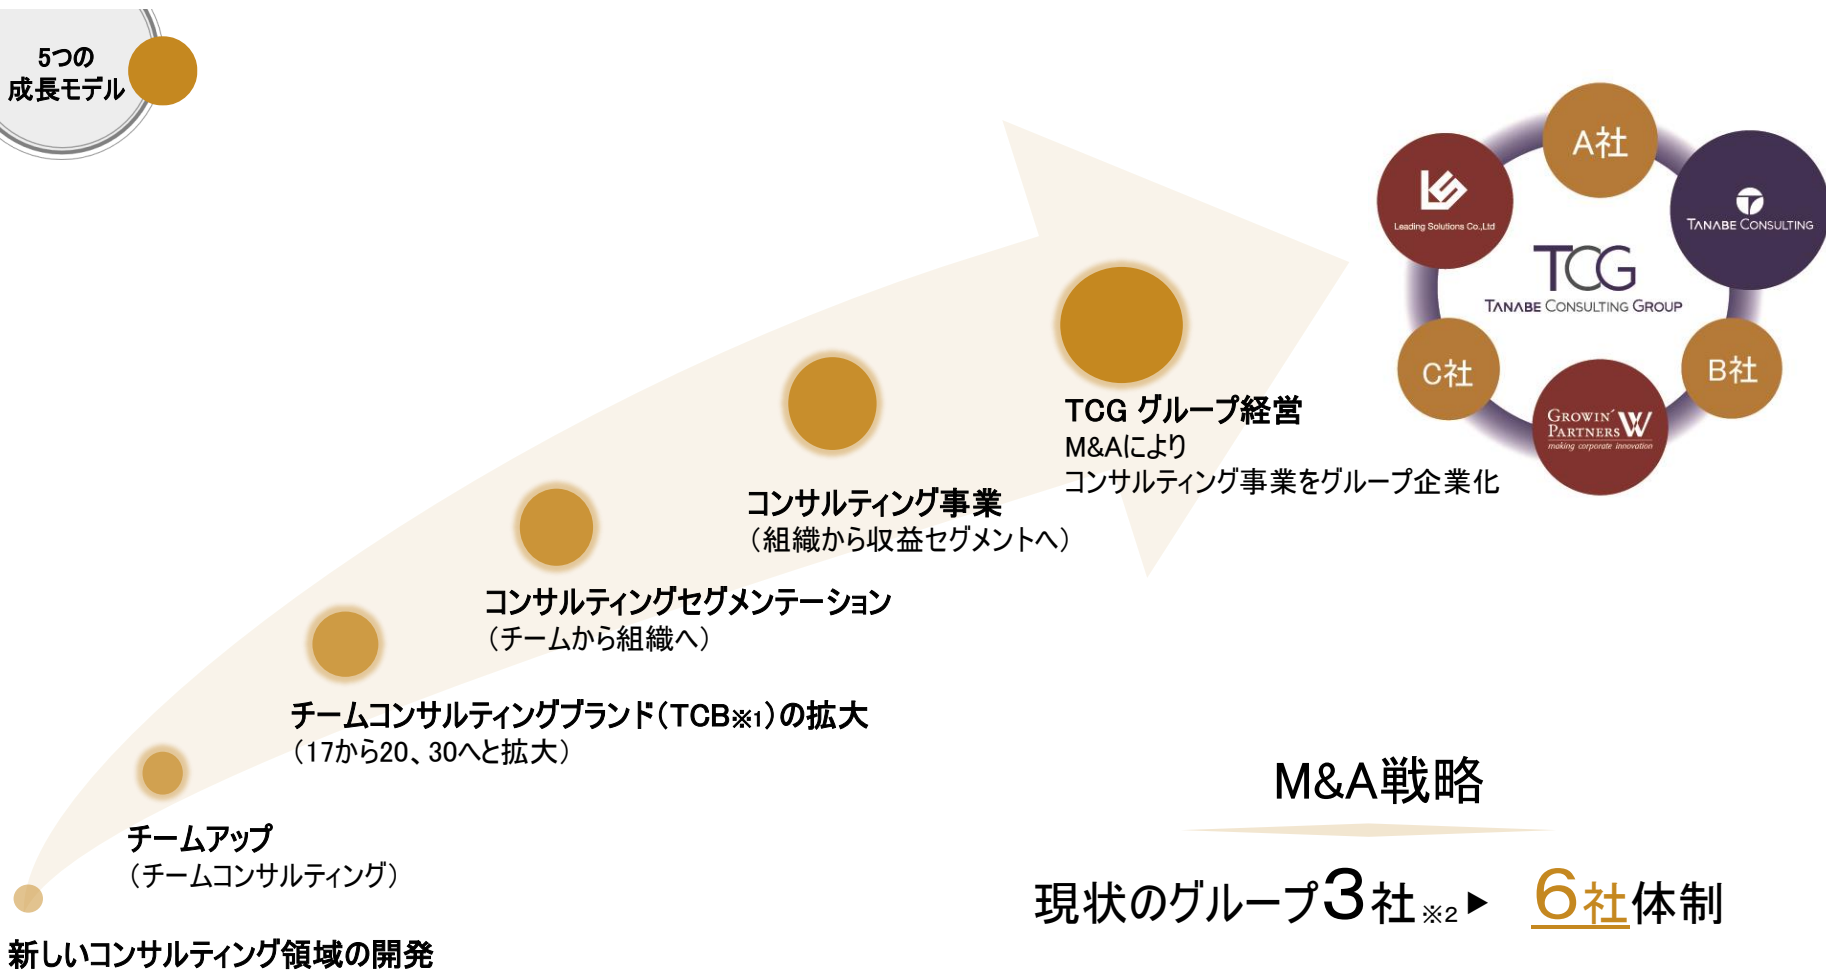 5つの
成長モデル
A社
Leading Solutions Co.,Ltd
TANABE CONSULTING
TCG
TANABE CONSULTING GROUP
C社
B社
GROWIN' PARTNERS W
making corporate innovation
TCG グループ経営
M&Aにより
コンサルティング事業をグループ企業化
コンサルティング事業
（組織から収益セグメントへ）
コンサルティングセグメンテーション
（チームから組織へ）
チームコンサルティングブランド（TCB※1）の拡大
（17から20、30へと拡大）
チームアップ
（チームコンサルティング）
新しいコンサルティング領域の開発
M&A戦略
現状のグループ3社※2▶ 6社体制